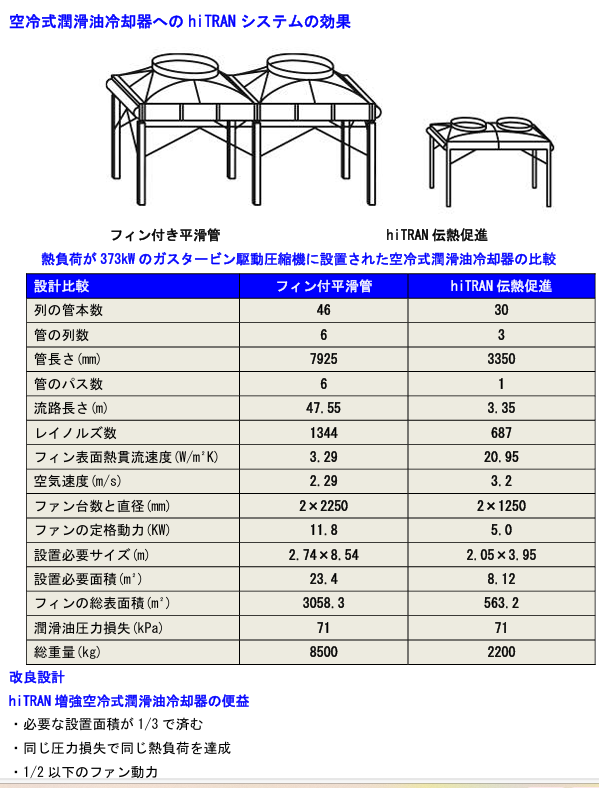 空冷式潤滑油冷却器への hiTRAN システムの効果
フィン付き平滑管 hiTRAN 伝熱促進
熱負荷が 373kW のガスタービン駆動圧縮機に設置された空冷式潤滑油冷却器の比較
設計比較 フィン付平滑管 hiTRAN 伝熱促進
列の管本数 46 30
管の列数 6 3
管長さ(mm) 7925 3350
管のパス数 6 1
流路長さ(m) 47.55 3.35
レイノルズ数 1344 687
フィン表面熱貫流速度(W/m²K) 3.29 20.95
空気速度(m/s) 2.29 3.2
ファン台数と直径(mm) 2×2250 2×1250
ファンの定格動力(KW) 11.8 5.0
設置必要サイズ(m) 2.74×8.54 2.05×3.95
設置必要面積(m²) 23.4 8.12
フィンの総表面積(m²) 3058.3 563.2
潤滑油圧力損失(kPa) 71 71
総重量(kg) 8500 2200
改良設計
hiTRAN 増強空冷式潤滑油冷却器の便益
・必要な設置面積が 1/3 で済む
・同じ圧力損失で同じ熱負荷を達成
・1/2 以下のファン動力